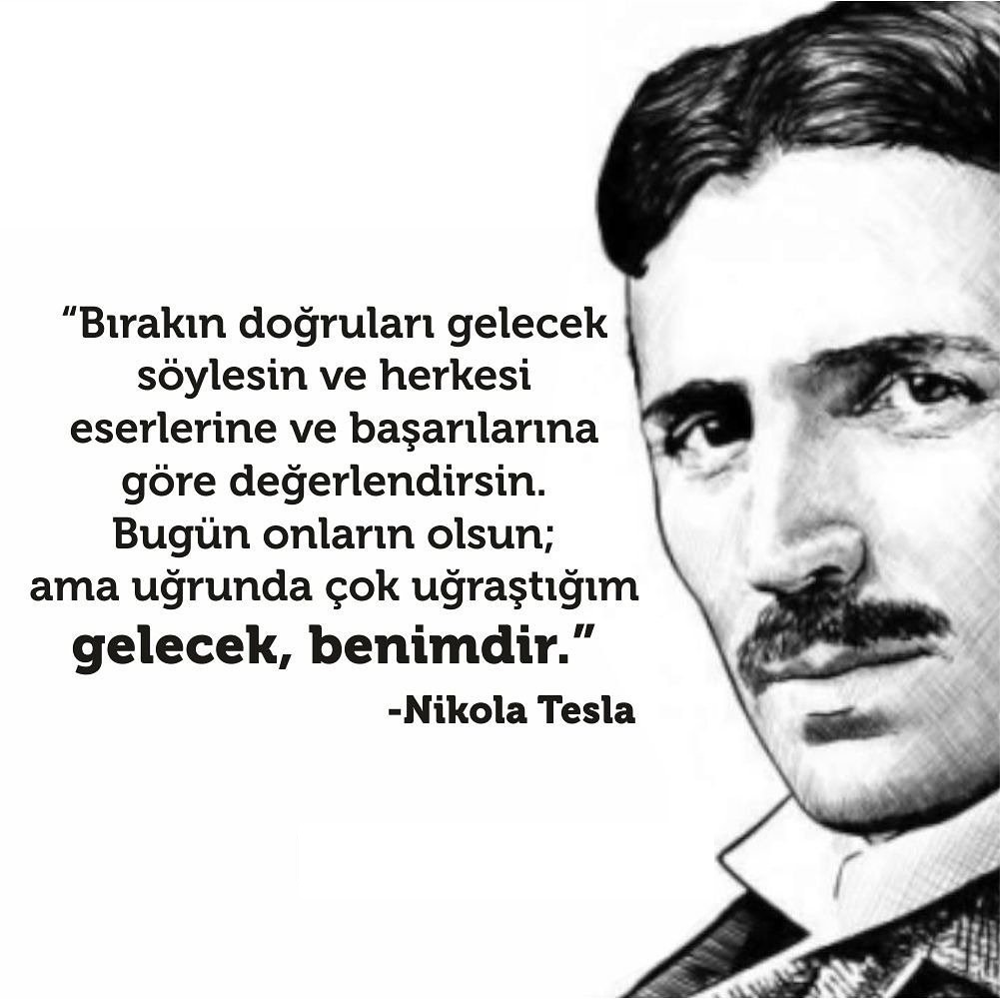 “Bırakın doğruları gelecek
söylesin ve herkesi
eserlerine ve başarılarına
göre değerlendirsin.
Bugün onların olsun;
ama uğrunda çok uğraştığım
gelecek, benimdir.”
-Nikola Tesla